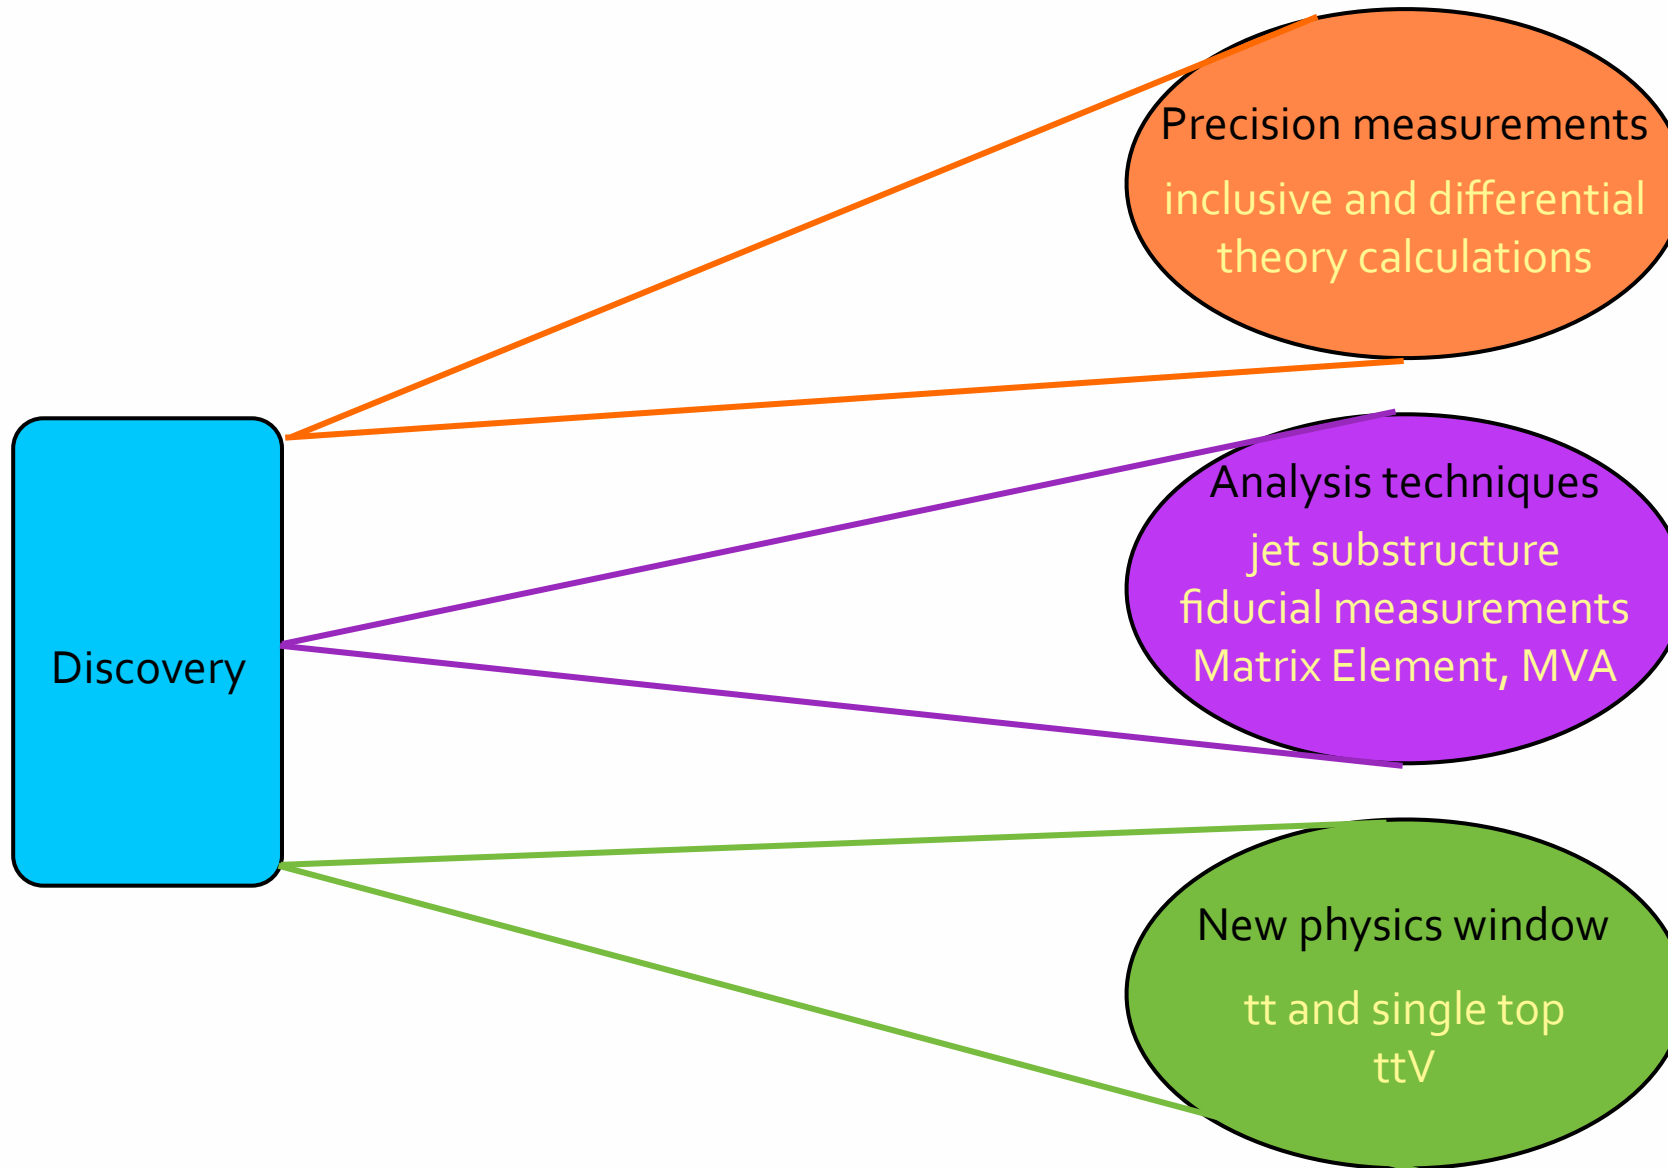 Precision measurements
inclusive and differential
theory calculations
Discovery
Analysis techniques
jet substructure
fiducial measurements
Matrix Element, MVA
New physics window
tt and single top
ttV